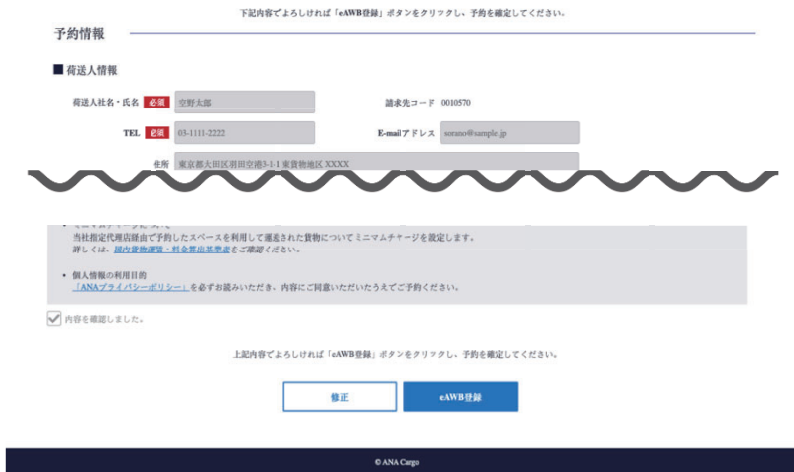 下記内容でよろしければ「eAWB登録」ボタンをクリックし、予約を確定してください。
予約情報
■ 荷送人情報
荷送人社名・氏名 必須 空野太郎 請求先コード 0010570
TEL 必須 03-1111-2222 E-mailアドレス sorano@sample.jp
住所 東京都大田区羽田空港3-1-1 東貨物地区 XXXX
当社指定代理店経由で予約したスペースを利用して運送された貨物についてミニマムチャージを設定します。
詳しくは、国内貨物運賃・料金算出基準表をご確認ください。
• 個人情報の利用目的
「ANAプライバシーポリシー」を必ずお読みいただき、内容にご同意いただいたうえでご予約ください。
内容を確認しました。
上記内容でよろしければ「eAWB登録」ボタンをクリックし、予約を確定してください。
修正 eAWB登録
© ANA Cargo